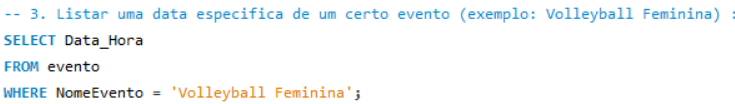 -- 3. Listar uma data especifica de um certo evento (exemplo: Volleyball Feminina) :
SELECT Data_Hora
FROM evento
WHERE NomeEvento = 'Volleyball Feminina';